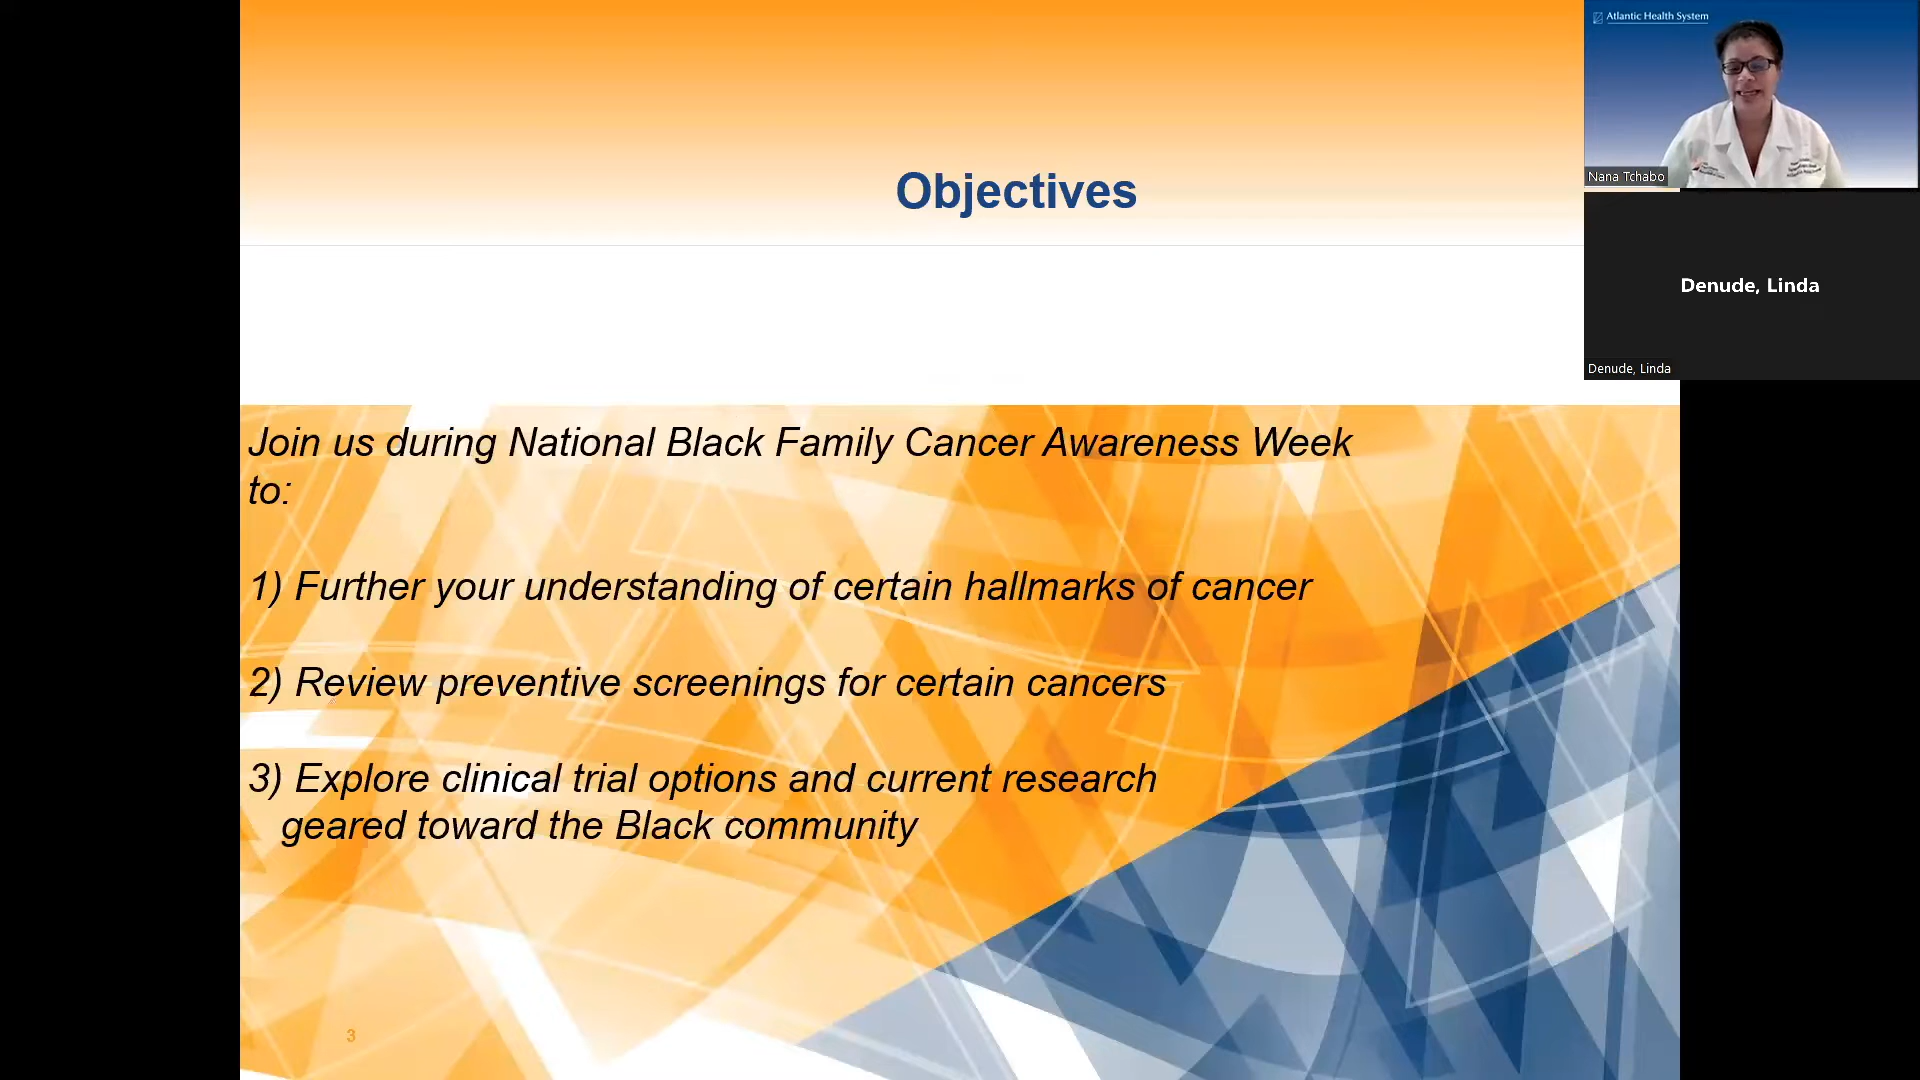 Atlantic Health System
Objectives
Nana Tchabo
Denude, Linda
Denude, Linda
Join us during National Black Family Cancer Awareness Week
to:
1) Further your understanding of certain hallmarks of cancer
2) Review preventive screenings for certain cancers
3) Explore clinical trial options and current research
geared toward the Black community
3